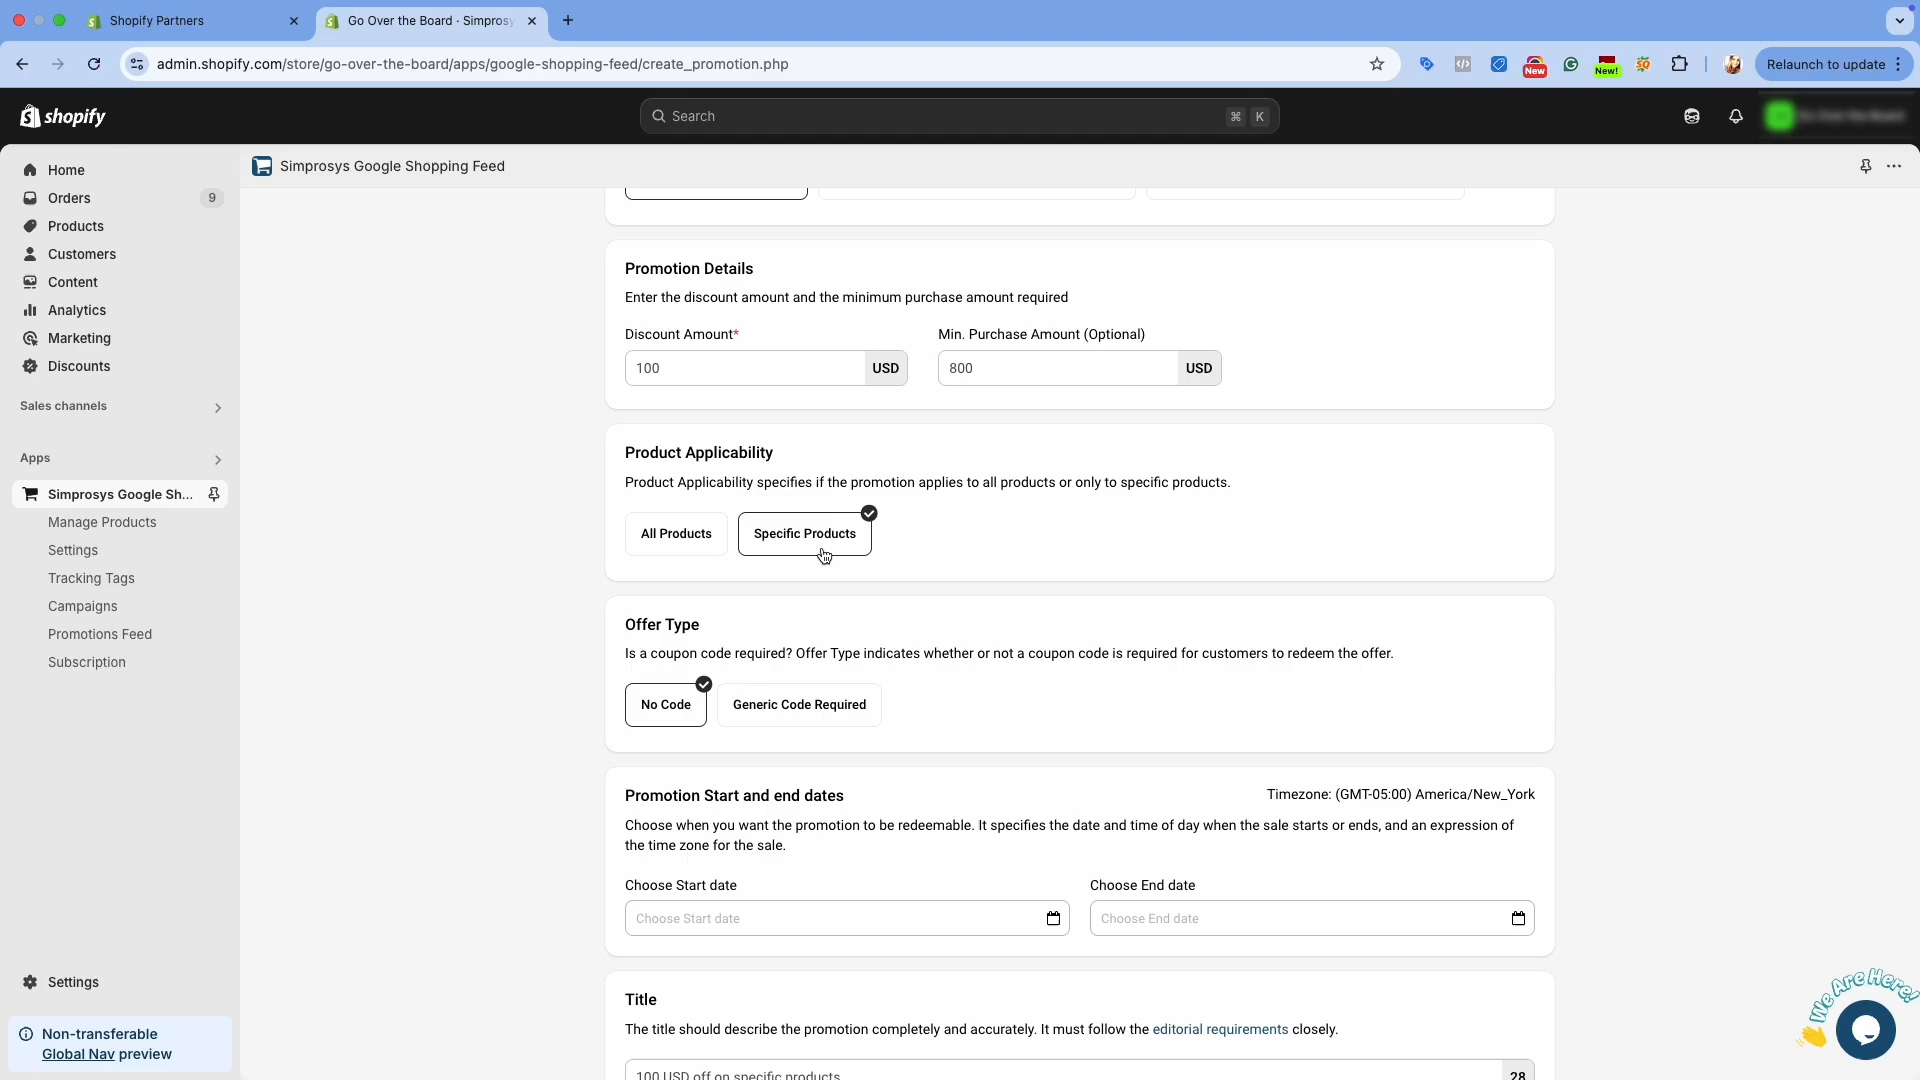 Shopify Partners
Go Over the Board · Simprosy
admin.shopify.com/store/go-over-the-board/apps/google-shopping-feed/create_promotion.php
New
New!
Relaunch to update
shopify
Search
⌘ K
Home
Orders 9
Products
Customers
Content
Analytics
Marketing
Discounts
Sales channels
Apps
Simprosys Google Sh...
Manage Products
Settings
Tracking Tags
Campaigns
Promotions Feed
Subscription
Settings
Non-transferable
Global Nav preview
Simprosys Google Shopping Feed
Promotion Details
Enter the discount amount and the minimum purchase amount required
Discount Amount* Min. Purchase Amount (Optional)
100 USD 800 USD
Product Applicability
Product Applicability specifies if the promotion applies to all products or only to specific products.
All Products Specific Products
Offer Type
Is a coupon code required? Offer Type indicates whether or not a coupon code is required for customers to redeem the offer.
No Code Generic Code Required
Promotion Start and end dates Timezone: (GMT-05:00) America/New_York
Choose when you want the promotion to be redeemable. It specifies the date and time of day when the sale starts or ends, and an expression of
the time zone for the sale.
Choose Start date Choose End date
Choose Start date Choose End date
Title
The title should describe the promotion completely and accurately. It must follow the editorial requirements closely.
100 USD off on specific products 28
We Are Here!